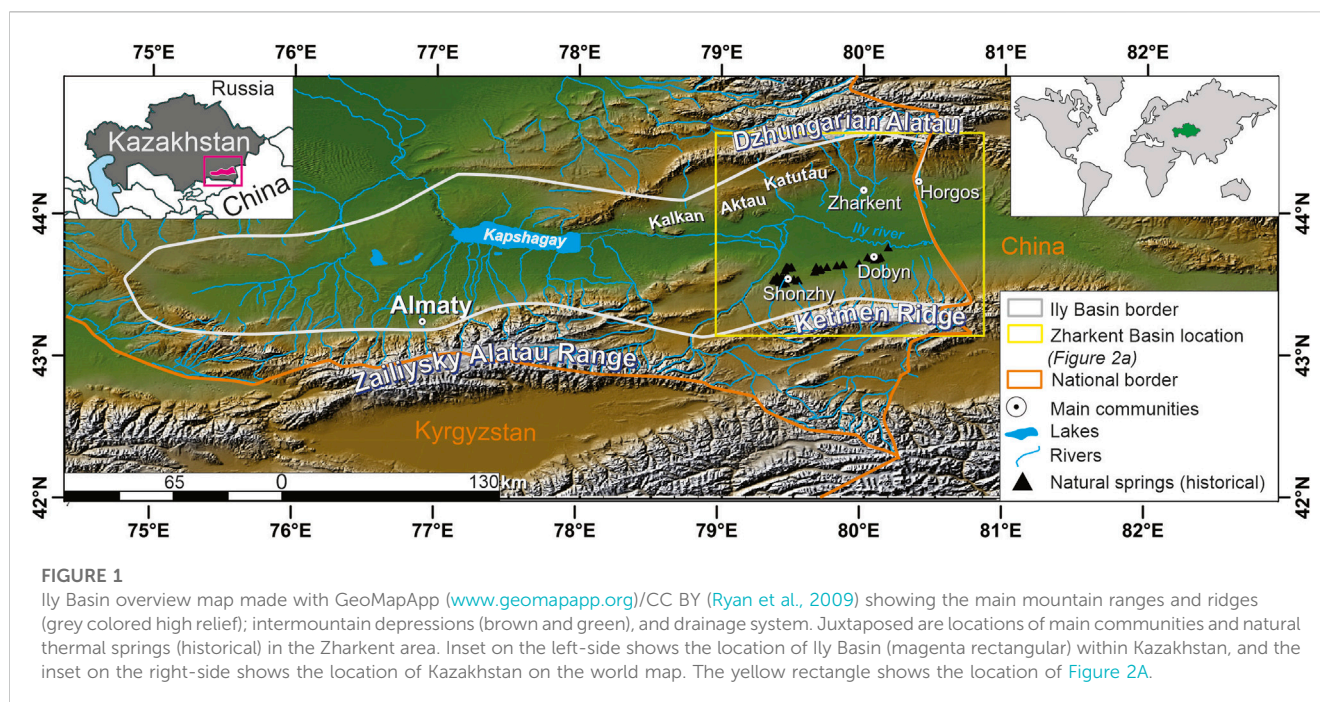 75°E 76°E 77°E 78°E 79°E 80°E 81°E 82°E
Russia
Kazakhstan
China
Dzhungarian Alatau
Katutau
Aktau
Kalkan
Zharkent
Horgos
44°N
44°N
Kapshagay
Ily river
China
Dobyn
Shonzhy
Almaty
Ketmen Ridge
Zailiysky Alatau Range
43°N
43°N
Kyrgyzstan
Ily Basin border
Zharkent Basin location
(Figure 2a)
National border
Main communities
Lakes
Rivers
Natural springs (historical)
65 0 130 km
42°N
42°N
75°E 76°E 77°E 78°E 79°E 80°E 81°E 82°E
FIGURE 1
Ily Basin overview map made with GeoMapApp (www.geomapapp.org)/CC BY (Ryan et al., 2009) showing the main mountain ranges and ridges
(grey colored high relief); intermountain depressions (brown and green), and drainage system. Juxtaposed are locations of main communities and natural
thermal springs (historical) in the Zharkent area. Inset on the left-side shows the location of Ily Basin (magenta rectangular) within Kazakhstan, and the
inset on the right-side shows the location of Kazakhstan on the world map. The yellow rectangle shows the location of Figure 2A.